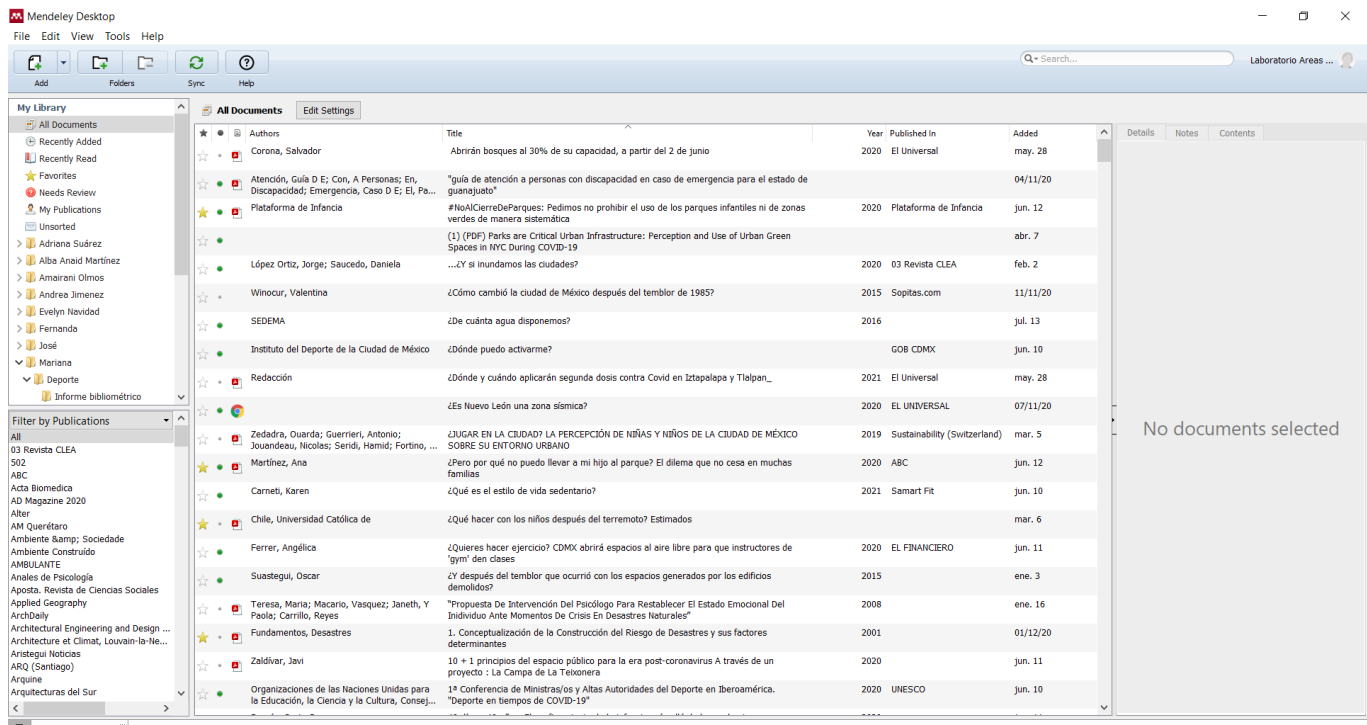 Mendeley Desktop
File Edit View Tools Help
Add Folders Sync Help
Search...
Laboratorio Areas ...
My Library
All Documents
Recently Added
Recently Read
Favorites
Needs Review
My Publications
Unsorted
Adriana Suárez
Alba Anaid Martínez
Amairani Olmos
Andrea Jimenez
Evelyn Navidad
Fernanda
José
Mariana
Deporte
Informe bibliométrico
Filter by Publications
All
03 Revista CLEA
502
ABC
Acta Biomedica
AD Magazine 2020
Alter
AM Querétaro
Ambiente &amp; Sociedade
Ambiente Construído
AMBULANTE
Anales de Psicología
Aposta. Revista de Ciencias Sociales
Applied Geography
ArchDaily
Architectural Engineering and Design ...
Architecture et Climat, Louvain-la-Ne...
Aristegui Noticias
ARQ (Santiago)
Arquine
Arquitecturas del Sur
All Documents Edit Settings
Authors Title Year Published In Added
Corona, Salvador Abrirán bosques al 30% de su capacidad, a partir del 2 de junio 2020 El Universal may. 28
Atención, Guía D E; Con, A Personas; En, "guía de atención a personas con discapacidad en caso de emergencia para el estado de 04/11/20
Discapacidad; Emergencia, Caso D E; El, Pa... guanajuato"
Plataforma de Infancia #NoAlCierreDeParques: Pedimos no prohibir el uso de los parques infantiles ni de zonas 2020 Plataforma de Infancia jun. 12
verdes de manera sistemática
(1) (PDF) Parks are Critical Urban Infrastructure: Perception and Use of Urban Green abr. 7
Spaces in NYC During COVID-19
López Ortiz, Jorge; Saucedo, Daniela ...¿Y si inundamos las ciudades? 2020 03 Revista CLEA feb. 2
Winocur, Valentina ¿Cómo cambió la ciudad de México después del temblor de 1985? 2015 Sopitas.com 11/11/20
SEDEMA ¿De cuánta agua disponemos? 2016 jul. 13
Instituto del Deporte de la Ciudad de México ¿Dónde puedo activarme? GOB CDMX jun. 10
Redacción ¿Dónde y cuándo aplicarán segunda dosis contra Covid en Iztapalapa y Tlalpan_ 2021 El Universal may. 28
¿Es Nuevo León una zona sísmica? 2020 EL UNIVERSAL 07/11/20
Zedadra, Ouarda; Guerrieri, Antonio; ¿JUGAR EN LA CIUDAD? LA PERCEPCIÓN DE NIÑAS Y NIÑOS DE LA CIUDAD DE MÉXICO 2019 Sustainability (Switzerland) mar. 5
Jouandeau, Nicolas; Seridi, Hamid; Fortino, ... SOBRE SU ENTORNO URBANO
Martínez, Ana ¿Pero por qué no puedo llevar a mi hijo al parque? El dilema que no cesa en muchas 2020 ABC jun. 12
familias
Carneti, Karen ¿Qué es el estilo de vida sedentario? 2021 Samart Fit jun. 10
Chile, Universidad Católica de ¿Qué hacer con los niños después del terremoto? Estimados mar. 6
Ferrer, Angélica ¿Quieres hacer ejercicio? CDMX abrirá espacios al aire libre para que instructores de 2020 EL FINANCIERO jun. 11
'gym' den clases
Suastegui, Oscar ¿Y después del temblor que ocurrió con los espacios generados por los edificios 2015 ene. 3
demolidos?
Teresa, Maria; Macario, Vasquez; Janeth, Y "Propuesta De Intervención Del Psicólogo Para Restablecer El Estado Emocional Del 2008 ene. 16
Paola; Carrillo, Reyes Inidividuo Ante Momentos De Crisis En Desastres Naturales"
Fundamentos, Desastres 1. Conceptualización de la Construcción del Riesgo de Desastres y sus factores 2001 01/12/20
determinantes
Zaldívar, Javi 10 + 1 principios del espacio público para la era post-coronavirus A través de un 2020 jun. 11
proyecto : La Campa de La Teixonera
Organizaciones de las Naciones Unidas para 1ª Conferencia de Ministras/os y Altas Autoridades del Deporte en Iberoamérica. 2020 UNESCO jun. 10
la Educación, la Ciencia y la Cultura, Consej... "Deporte en tiempos de COVID-19"
Details Notes Contents
No documents selected